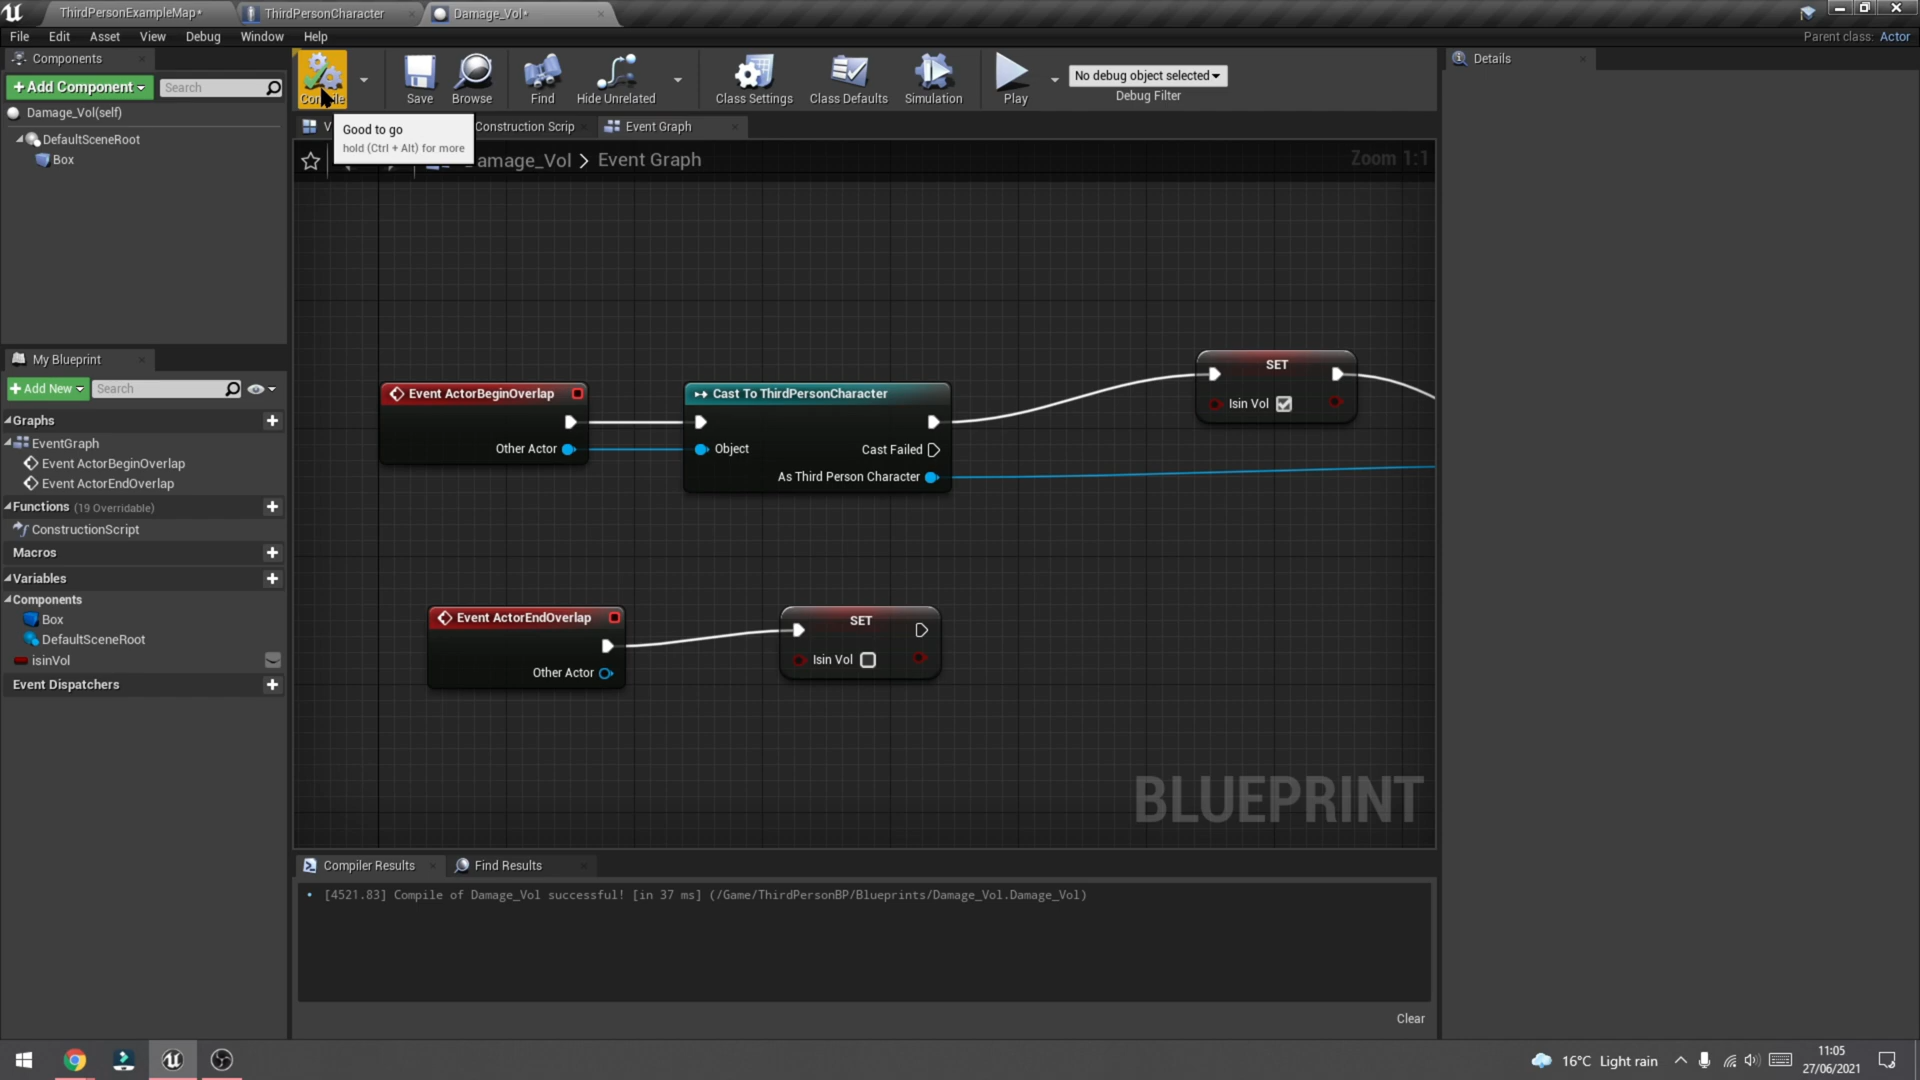 ThirdPersonExampleMap*
ThirdPersonCharacter
Damage_Vol*
File Edit Asset View Debug Window Help
Parent class: Actor
Components
+Add Component
Search
Damage_Vol(self)
DefaultSceneRoot
Box
Save
Browse
Find
Hide Unrelated
Class Settings
Class Defaults
Simulation
Play
No debug object selected
Debug Filter
Details
V
Construction Scrip
Event Graph
Good to go
hold (Ctrl + Alt) for more
amage_Vol > Event Graph
Zoom 1:1
My Blueprint
+Add New
Search
Graphs
EventGraph
Event ActorBeginOverlap
Event ActorEndOverlap
Functions (19 Overridable)
ConstructionScript
Macros
Variables
Components
Box
DefaultSceneRoot
isinVol
Event Dispatchers
Event ActorBeginOverlap
Other Actor
Cast To ThirdPersonCharacter
Object
Cast Failed
As Third Person Character
SET
Isin Vol
Event ActorEndOverlap
Other Actor
SET
Isin Vol
BLUEPRINT
Compiler Results
Find Results
• [4521.83] Compile of Damage_Vol successful! [in 37 ms] (/Game/ThirdPersonBP/Blueprints/Damage_Vol.Damage_Vol)
Clear
16°C Light rain
11:05
27/06/2021